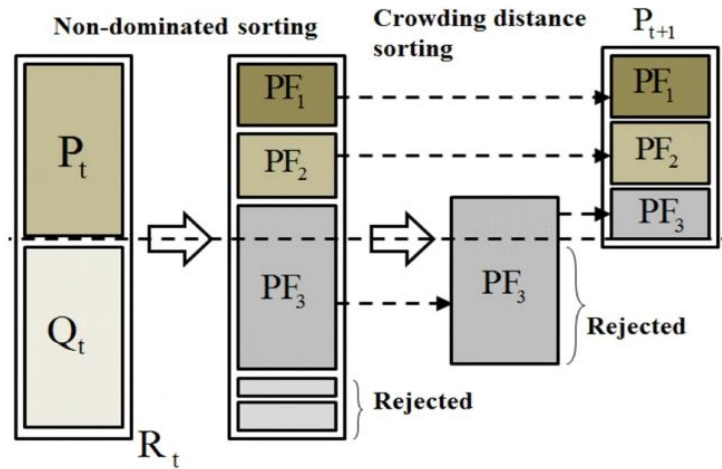 Non-dominated sorting
Crowding distance
sorting
P_{t+1}
P_t
Q_t
R_t
PF_1
PF_2
PF_3
Rejected
PF_3
Rejected
PF_1
PF_2
PF_3